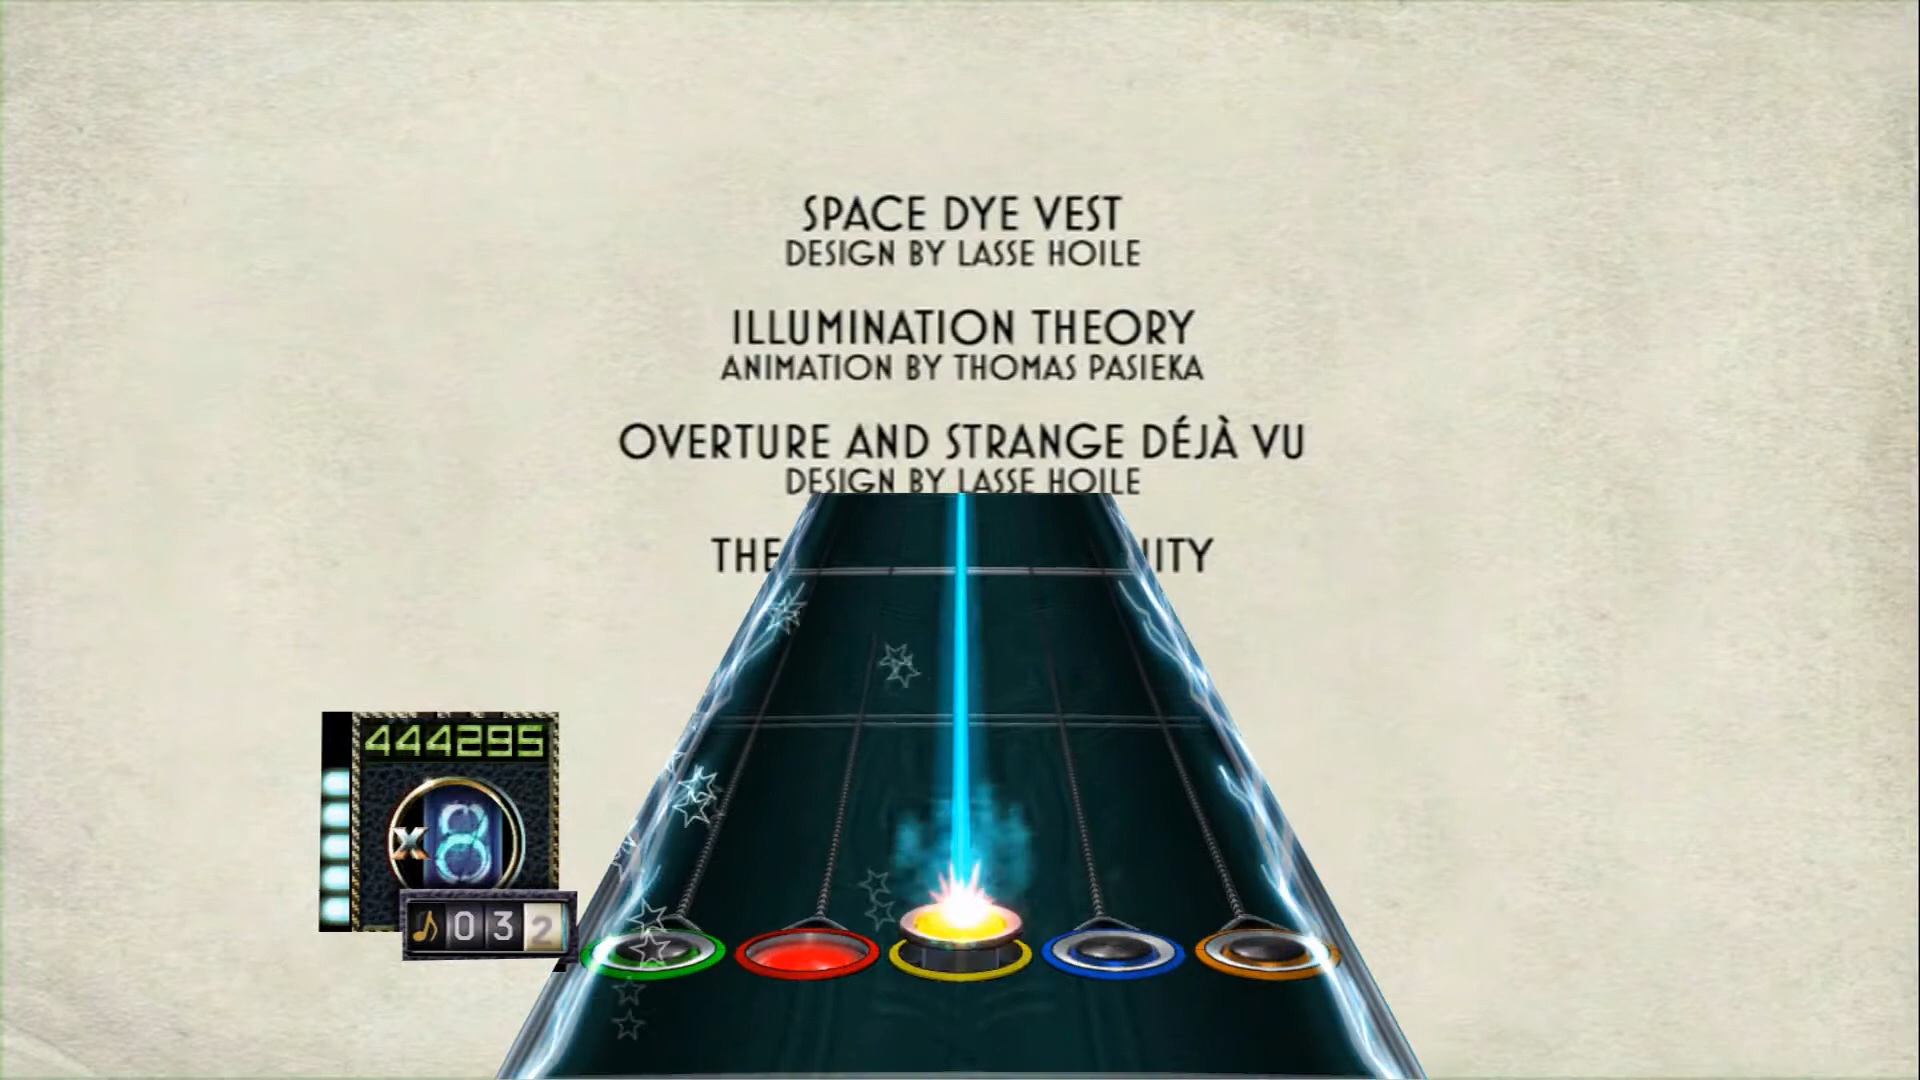 SPACE DYE VEST
DESIGN BY LASSE HOILE
ILLUMINATION THEORY
ANIMATION BY THOMAS PASIEKA
OVERTURE AND STRANGE DÉJÀ VU
DESIGN BY LASSE HOILE
THE
444295
x8
032